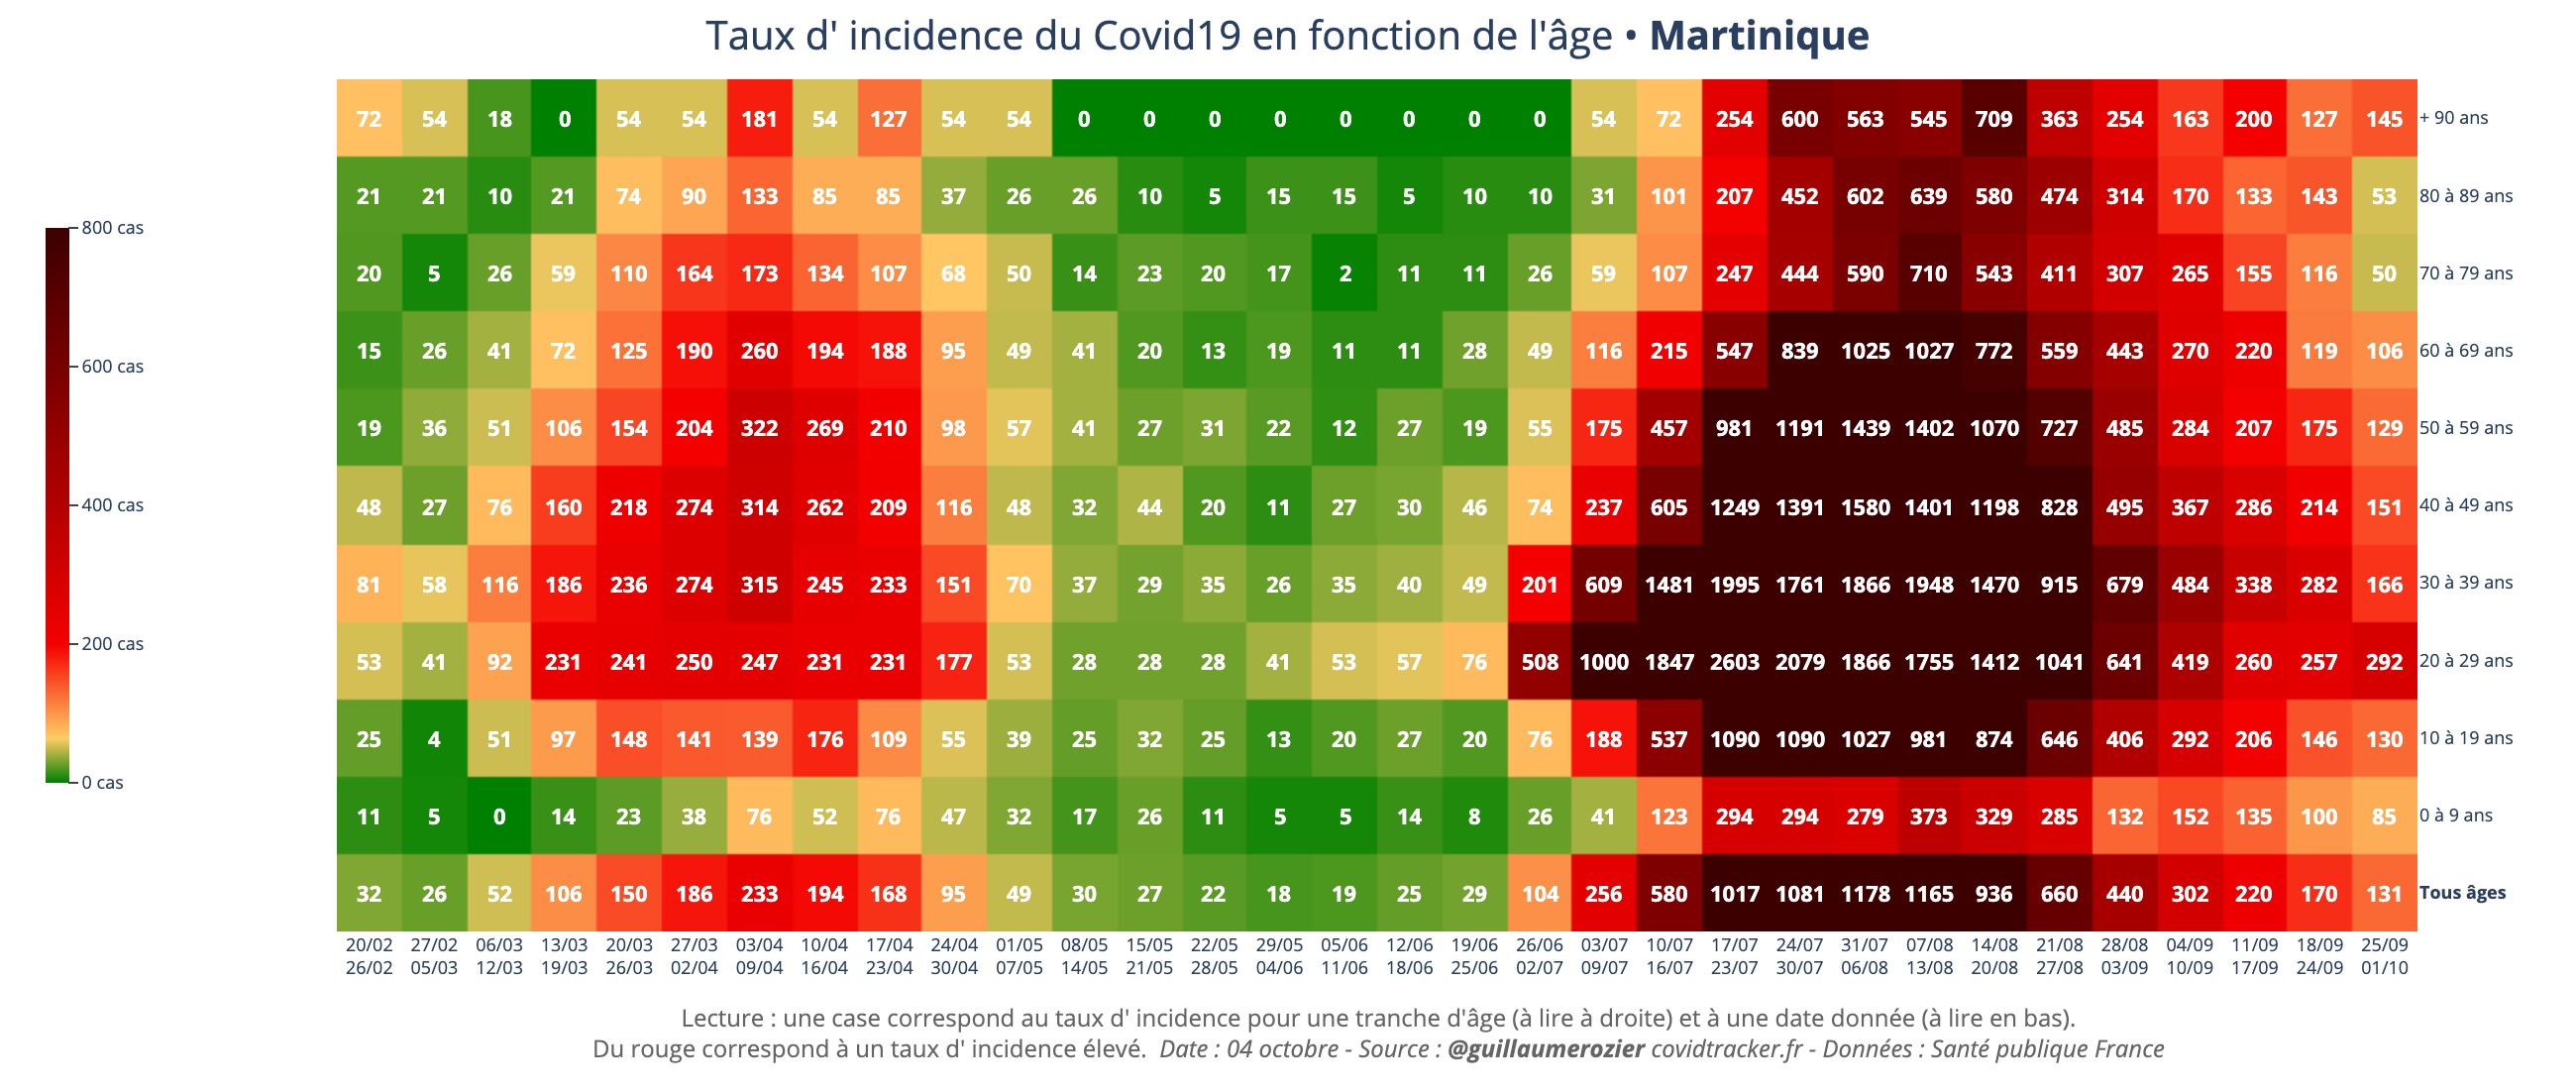 Taux d' incidence du Covid19 en fonction de l'âge • Martinique
72 54 18 0 54 54 181 54 127 54 54 0 0 0 0 0 0 0 0 54 72 254 600 563 545 709 363 254 163 200 127 145 + 90 ans
21 21 10 21 74 90 133 85 85 37 26 26 10 5 15 15 5 10 10 31 101 207 452 602 639 580 474 314 170 133 143 53 80 à 89 ans
800 cas
20 5 26 59 110 164 173 134 107 68 50 14 23 20 17 2 11 11 26 59 107 247 444 590 710 543 411 307 265 155 116 50 70 à 79 ans
15 26 41 72 125 190 260 194 188 95 49 41 20 13 19 11 11 28 49 116 215 547 839 1025 1027 772 559 443 270 220 119 106 60 à 69 ans
600 cas
19 36 51 106 154 204 322 269 210 98 57 41 27 31 22 12 27 19 55 175 457 981 1191 1439 1402 1070 727 485 284 207 175 129 50 à 59 ans
400 cas
48 27 76 160 218 274 314 262 209 116 48 32 44 20 11 27 30 46 74 237 605 1249 1391 1580 1401 1198 828 495 367 286 214 151 40 à 49 ans
81 58 116 186 236 274 315 245 233 151 70 37 29 35 26 35 40 49 201 609 1481 1995 1761 1866 1948 1470 915 679 484 338 282 166 30 à 39 ans
200 cas
53 41 92 231 241 250 247 231 231 177 53 28 28 28 41 53 57 76 508 1000 1847 2603 2079 1866 1755 1412 1041 641 419 260 257 292 20 à 29 ans
25 4 51 97 148 141 139 176 109 55 39 25 32 25 13 20 27 20 76 188 537 1090 1090 1027 981 874 646 406 292 206 146 130 10 à 19 ans
0 cas
11 5 0 14 23 38 76 52 76 47 32 17 26 11 5 5 14 8 26 41 123 294 294 279 373 329 285 132 152 135 100 85 0 à 9 ans
32 26 52 106 150 186 233 194 168 95 49 30 27 22 18 19 25 29 104 256 580 1017 1081 1178 1165 936 660 440 302 220 170 131 Tous âges
20/02 27/02 06/03 13/03 20/03 27/03 03/04 10/04 17/04 24/04 01/05 08/05 15/05 22/05 29/05 05/06 12/06 19/06 26/06 03/07 10/07 17/07 24/07 31/07 07/08 14/08 21/08 28/08 04/09 11/09 18/09 25/09
26/02 05/03 12/03 19/03 26/03 02/04 09/04 16/04 23/04 30/04 07/05 14/05 21/05 28/05 04/06 11/06 18/06 25/06 02/07 09/07 16/07 23/07 30/07 06/08 13/08 20/08 27/08 03/09 10/09 17/09 24/09 01/10
Lecture : une case correspond au taux d' incidence pour une tranche d'âge (à lire à droite) et à une date donnée (à lire en bas).
Du rouge correspond à un taux d' incidence élevé. Date : 04 octobre - Source : @guillaumerozier covidtracker.fr - Données : Santé publique France